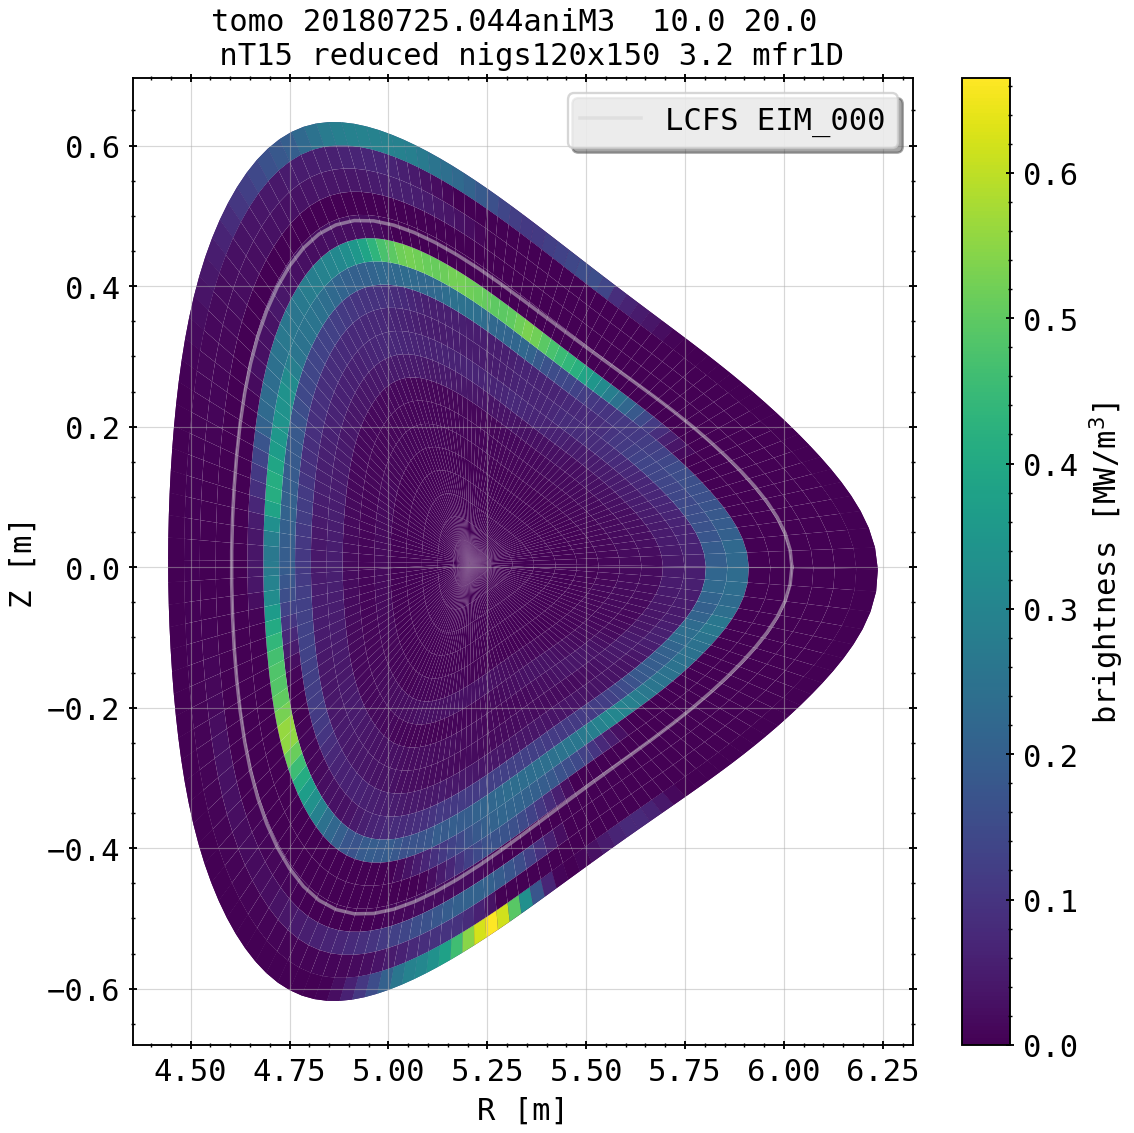 tomo 20180725.044aniM3  10.0 20.0
nT15 reduced nigs120x150 3.2 mfr1D
LCFS EIM_000
0.6
0.4
0.2
0.0
−0.2
−0.4
−0.6
Z [m]
4.50 4.75 5.00 5.25 5.50 5.75 6.00 6.25
R [m]
0.6
0.5
0.4
0.3
0.2
0.1
0.0
brightness [MW/m³]